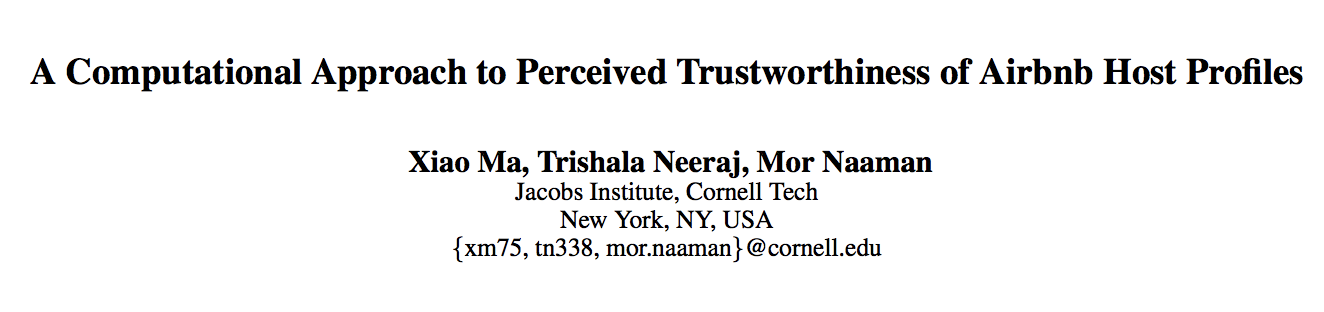 A Computational Approach to Perceived Trustworthiness of Airbnb Host Profiles
Xiao Ma, Trishala Neeraj, Mor Naaman
Jacobs Institute, Cornell Tech
New York, NY, USA
{xm75, tn338, mor.naaman}@cornell.edu